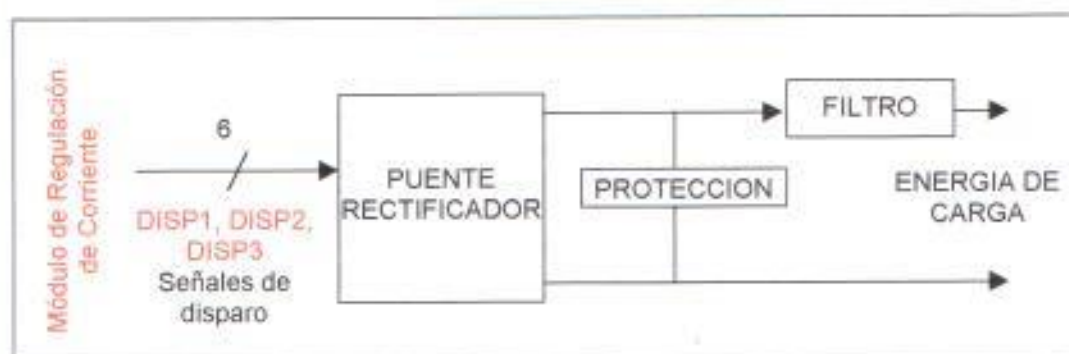 Módulo de Regulación
de Corriente
6
DISP1, DISP2,
DISP3
Señales de
disparo
PUENTE
RECTIFICADOR
PROTECCION
FILTRO
ENERGIA DE
CARGA